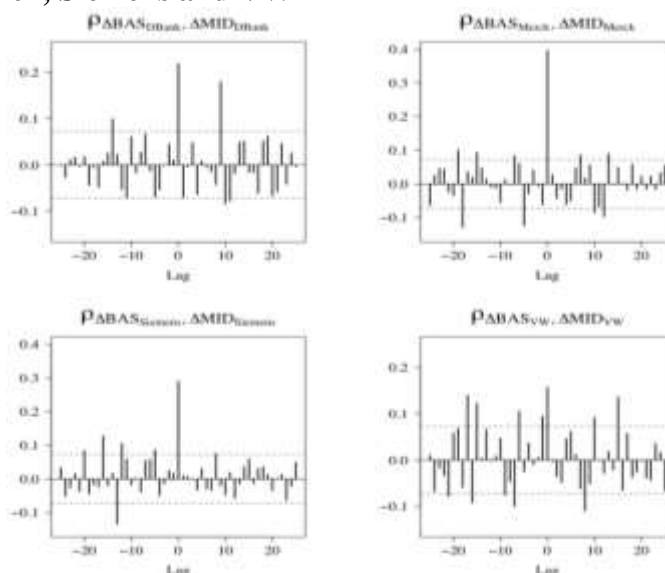 ρΔBAS_DBank, ΔMID_DBank
ρΔBAS_Merck, ΔMID_Merck
0.2
0.1
0.0
−0.1
−20 −10 0 10 20
Lag
0.4
0.3
0.2
0.1
0.0
−0.1
−20 −10 0 10 20
Lag
ρΔBAS_Siemens, ΔMID_Siemens
ρΔBAS_VW, ΔMID_VW
0.4
0.3
0.2
0.1
0.0
−0.1
−20 −10 0 10 20
Lag
0.2
0.1
0.0
−0.1
−20 −10 0 10 20
Lag